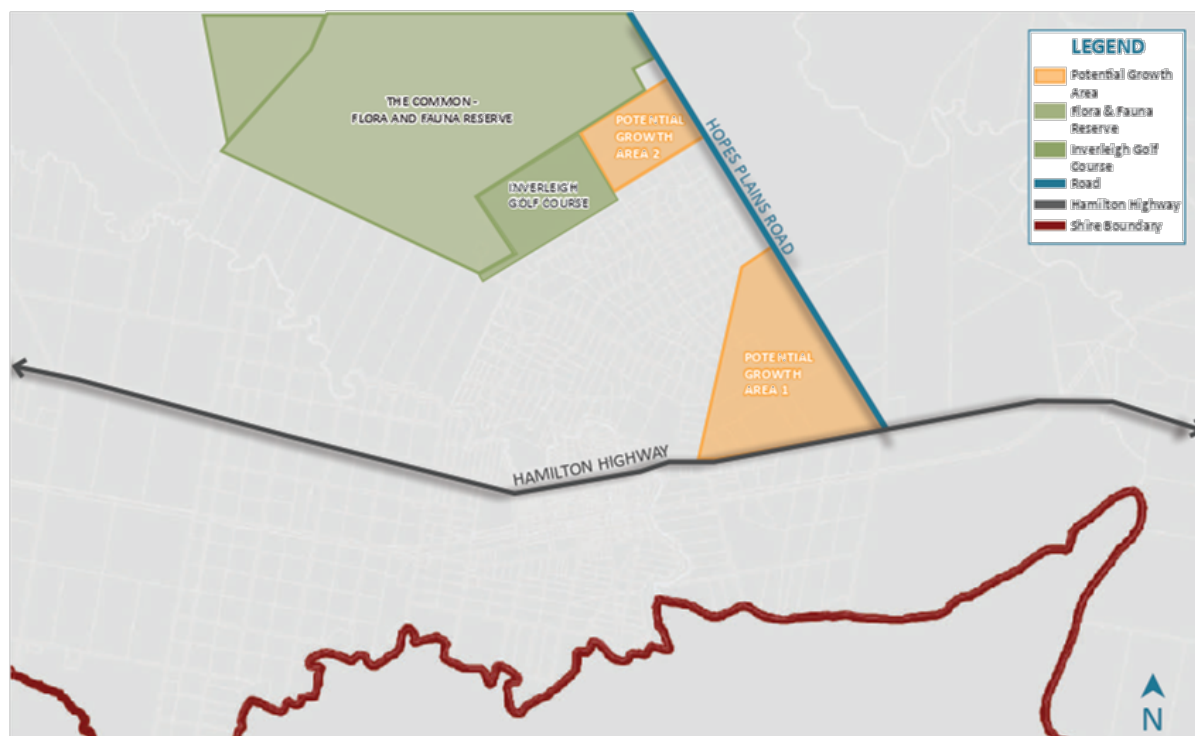 LEGEND
Potential Growth
Area
Flora & Fauna
Reserve
Inverleigh Golf
Course
Road
Hamilton Highway
Shire Boundary
THE COMMON -
FLORA AND FAUNA RESERVE
POTENTIAL
GROWTH
AREA 2
HOPES PLAINS ROAD
INVERLEIGH
GOLF COURSE
POTENTIAL
GROWTH
AREA 1
HAMILTON HIGHWAY
N